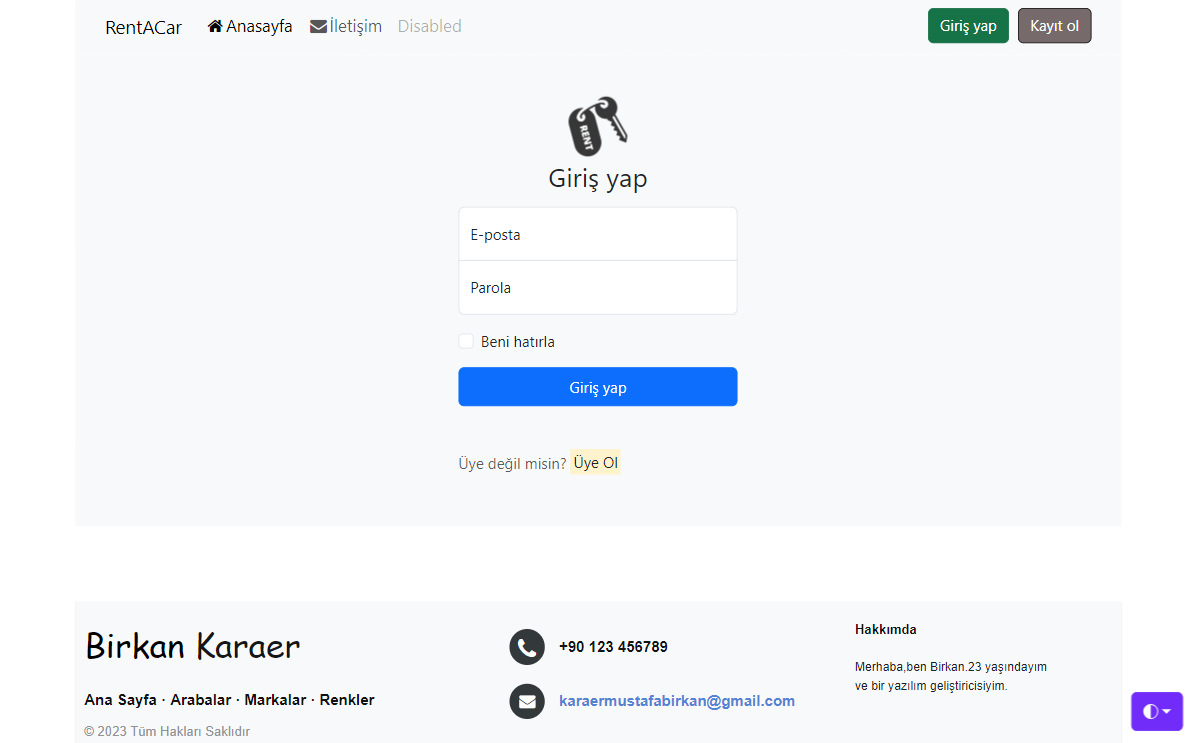 RentACar Anasayfa İletişim Disabled Giriş yap Kayıt ol
RENT
Giriş yap
E-posta
Parola
Beni hatırla
Giriş yap
Üye değil misin? Üye Ol
Birkan Karaer
Ana Sayfa · Arabalar · Markalar · Renkler
© 2023 Tüm Hakları Saklıdır
+90 123 456789
karaermustafabirkan@gmail.com
Hakkımda
Merhaba,ben Birkan.23 yaşındayım
ve bir yazılım geliştiricisiyim.